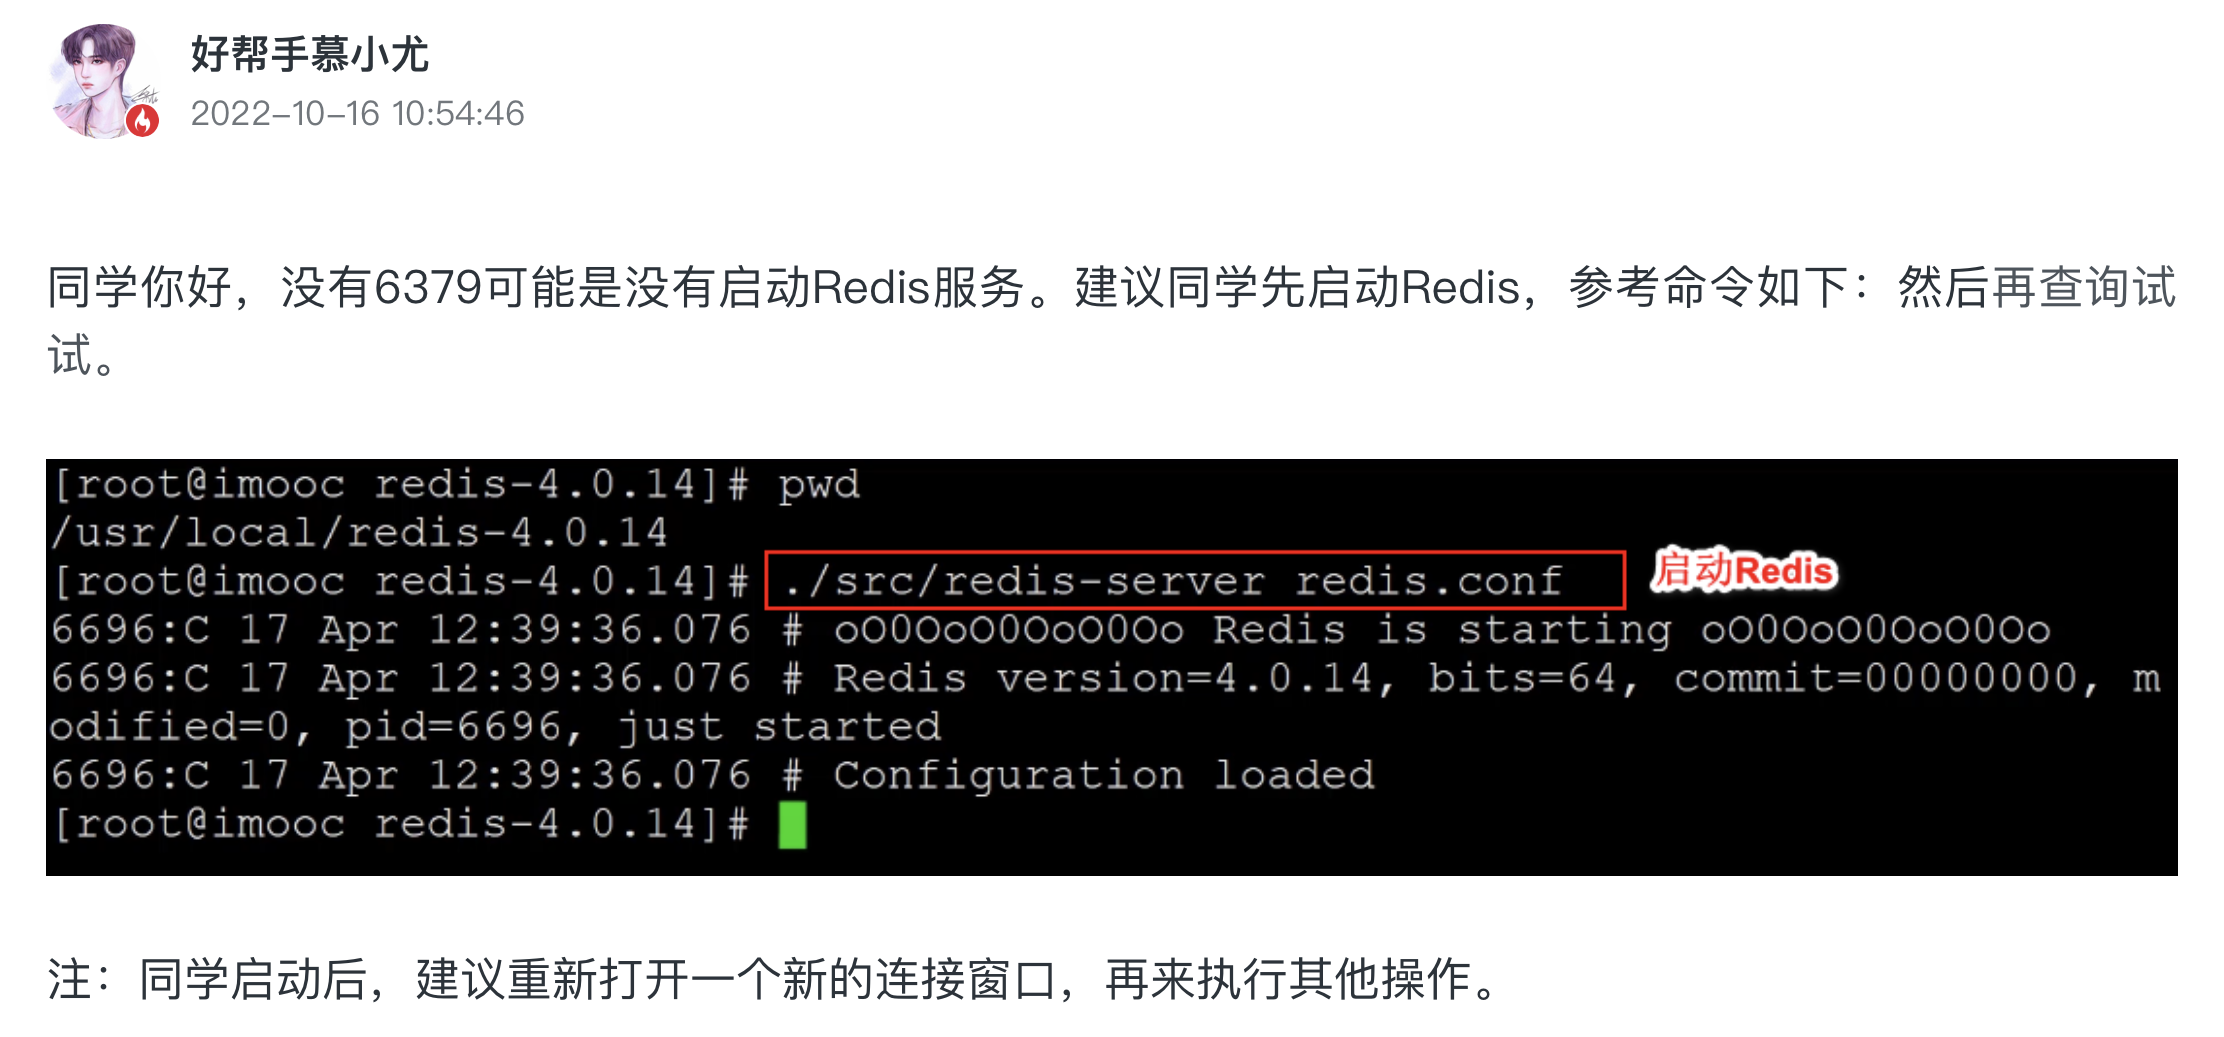 好帮手慕小尤
2022-10-16 10:54:46
同学你好，没有6379可能是没有启动Redis服务。建议同学先启动Redis，参考命令如下：然后再查询试
试。
[root@imooc redis-4.0.14]# pwd
/usr/local/redis-4.0.14
[root@imooc redis-4.0.14]# ./src/redis-server redis.conf 启动Redis
6696:C 17 Apr 12:39:36.076 # oO0OoO0OoO0Oo Redis is starting oO0OoO0OoO0Oo
6696:C 17 Apr 12:39:36.076 # Redis version=4.0.14, bits=64, commit=00000000, m
odified=0, pid=6696, just started
6696:C 17 Apr 12:39:36.076 # Configuration loaded
[root@imooc redis-4.0.14]#
注：同学启动后，建议重新打开一个新的连接窗口，再来执行其他操作。